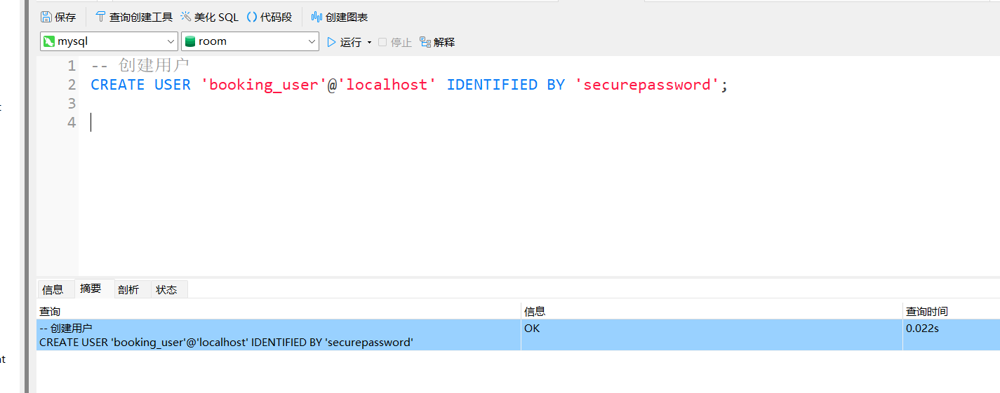 保存 查询创建工具 美化 SQL 代码段 创建图表
mysql room 运行 停止 解释
1 -- 创建用户
2 CREATE USER 'booking_user'@'localhost' IDENTIFIED BY 'securepassword';
3
4
信息 摘要 剖析 状态
查询 信息 查询时间
-- 创建用户 OK 0.022s
CREATE USER 'booking_user'@'localhost' IDENTIFIED BY 'securepassword'